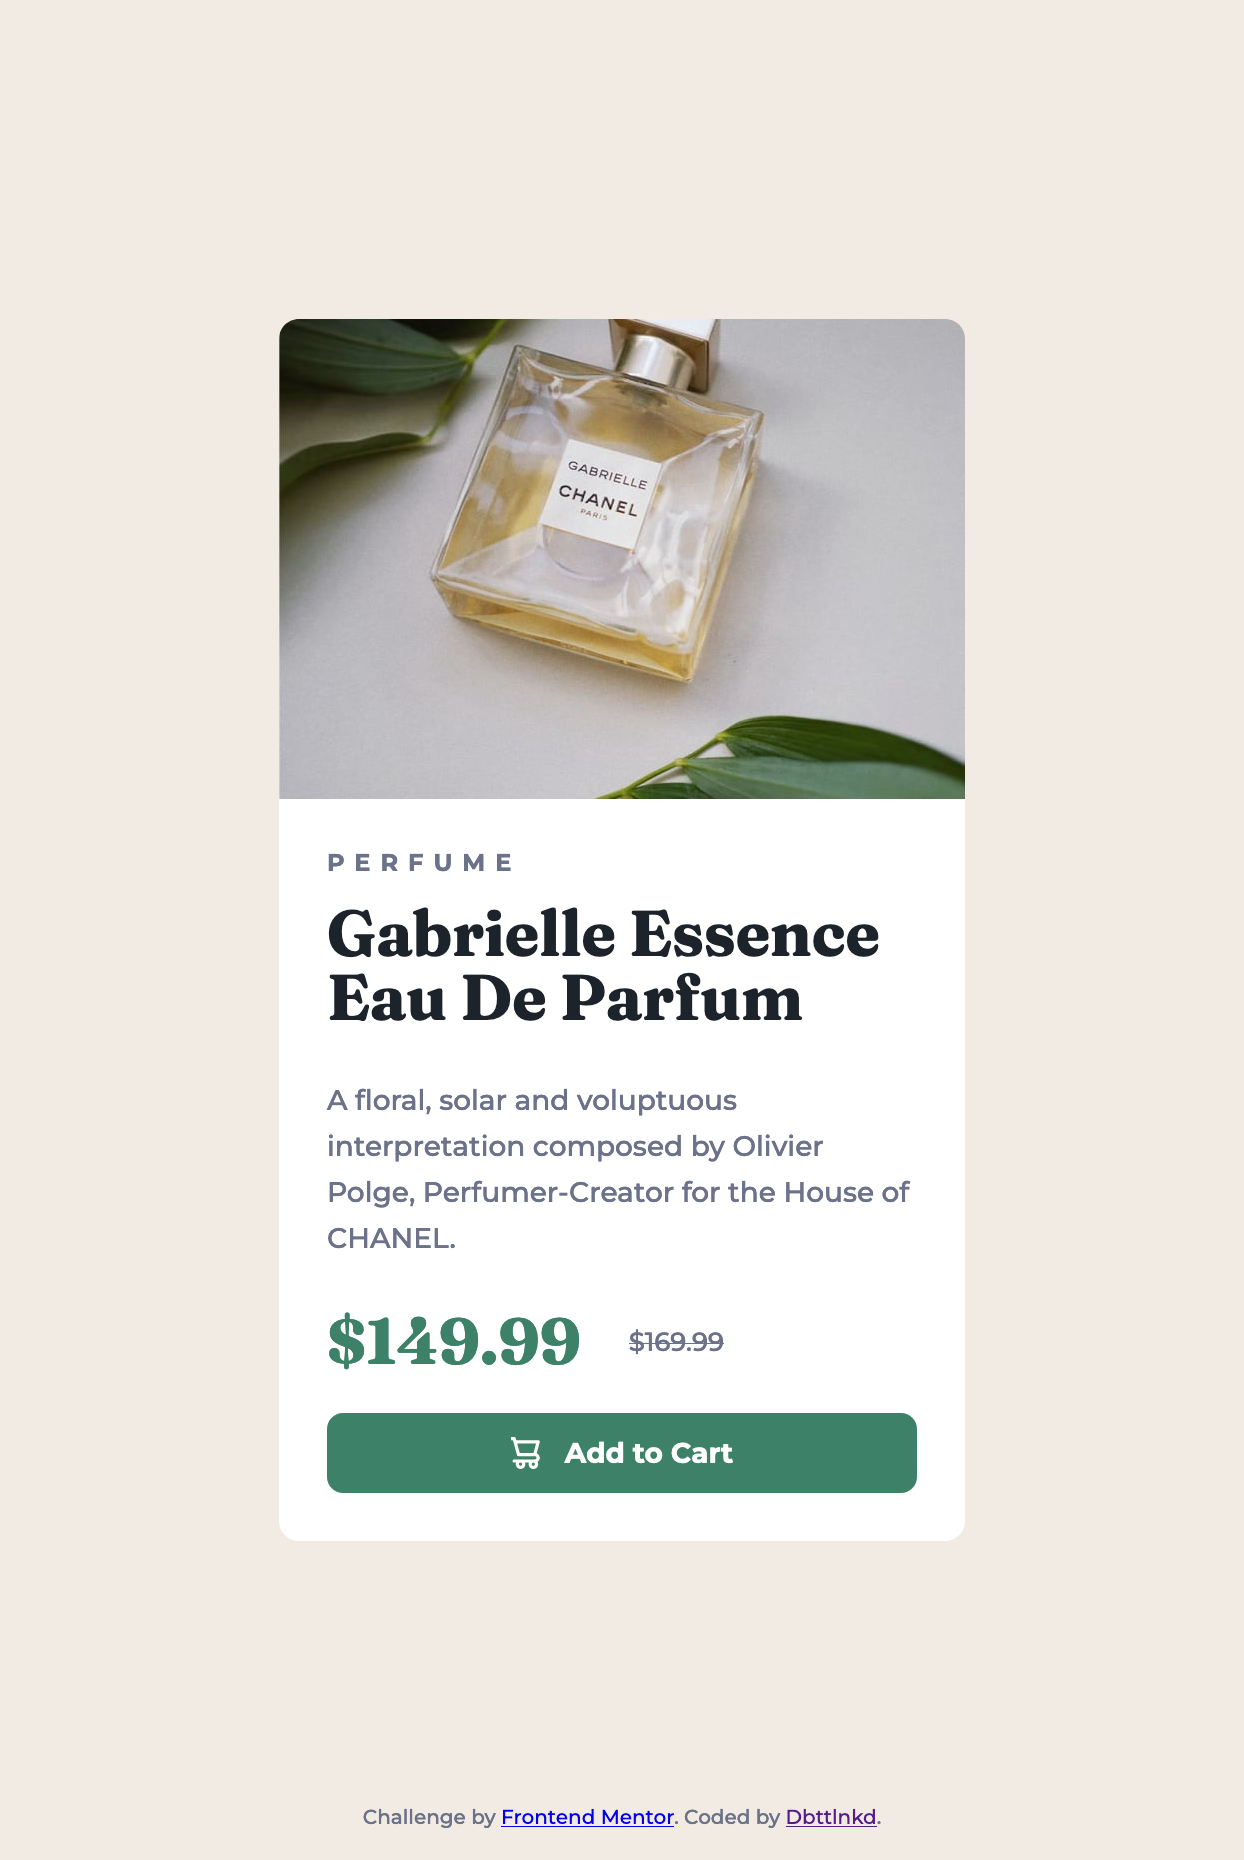 GABRIELLE
CHANEL
PARIS
PERFUME
Gabrielle Essence
Eau De Parfum
A floral, solar and voluptuous
interpretation composed by Olivier
Polge, Perfumer-Creator for the House of
CHANEL.
$149.99 $169.99
Add to Cart
Challenge by Frontend Mentor. Coded by Dbttlnkd.